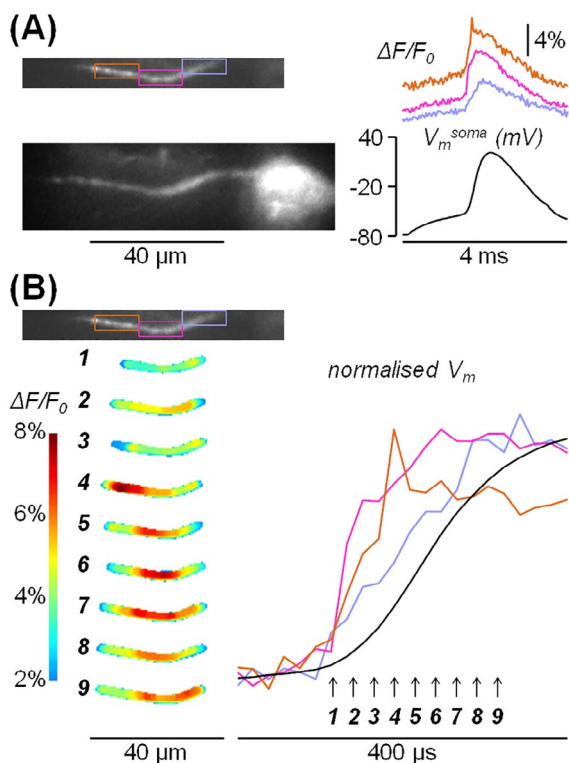 (A)
ΔF/F0
4%
Vm^soma (mV)
40
-20
-80
40 μm
4 ms
(B)
1
normalised Vm
2
ΔF/F0
8%
3
4
6%
5
6
4%
7
8
2%
9
1 2 3 4 5 6 7 8 9
40 μm
400 μs